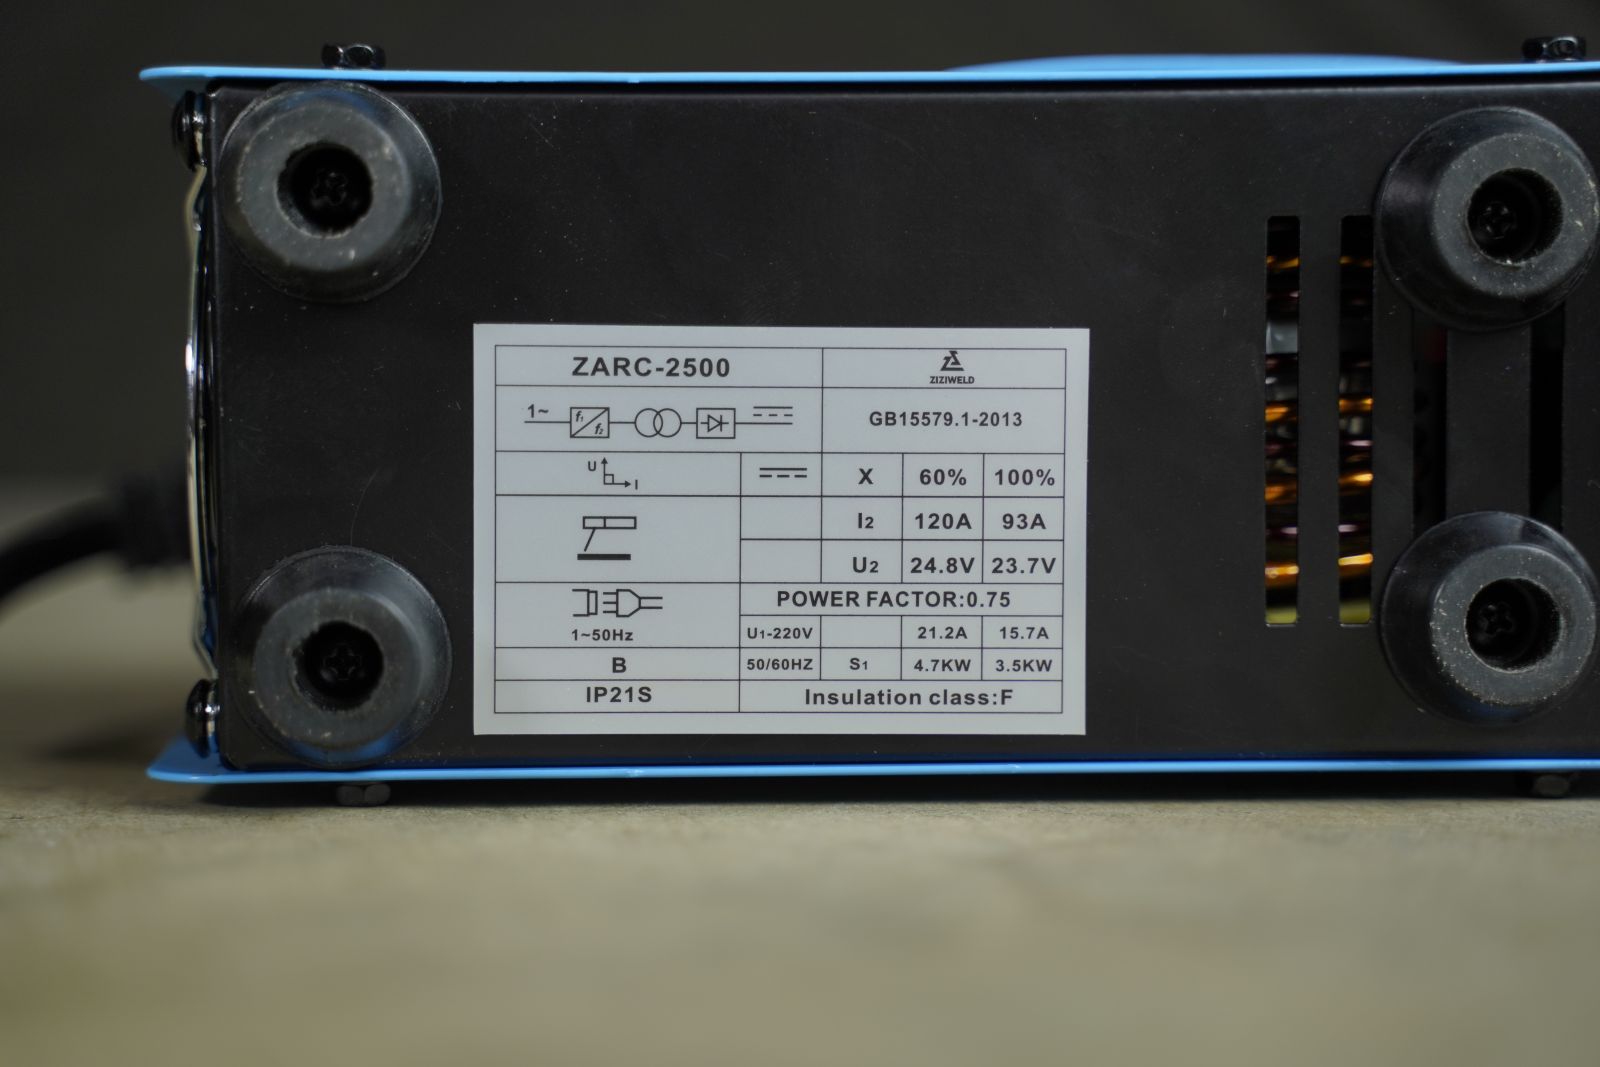 ZARC-2500
ZIZIWELD
1~ f1 f2
GB15579.1-2013
U I
X 60% 100%
I2 120A 93A
U2 24.8V 23.7V
POWER FACTOR:0.75
1~50Hz
U1-220V 21.2A 15.7A
B 50/60HZ S1 4.7KW 3.5KW
IP21S Insulation class:F